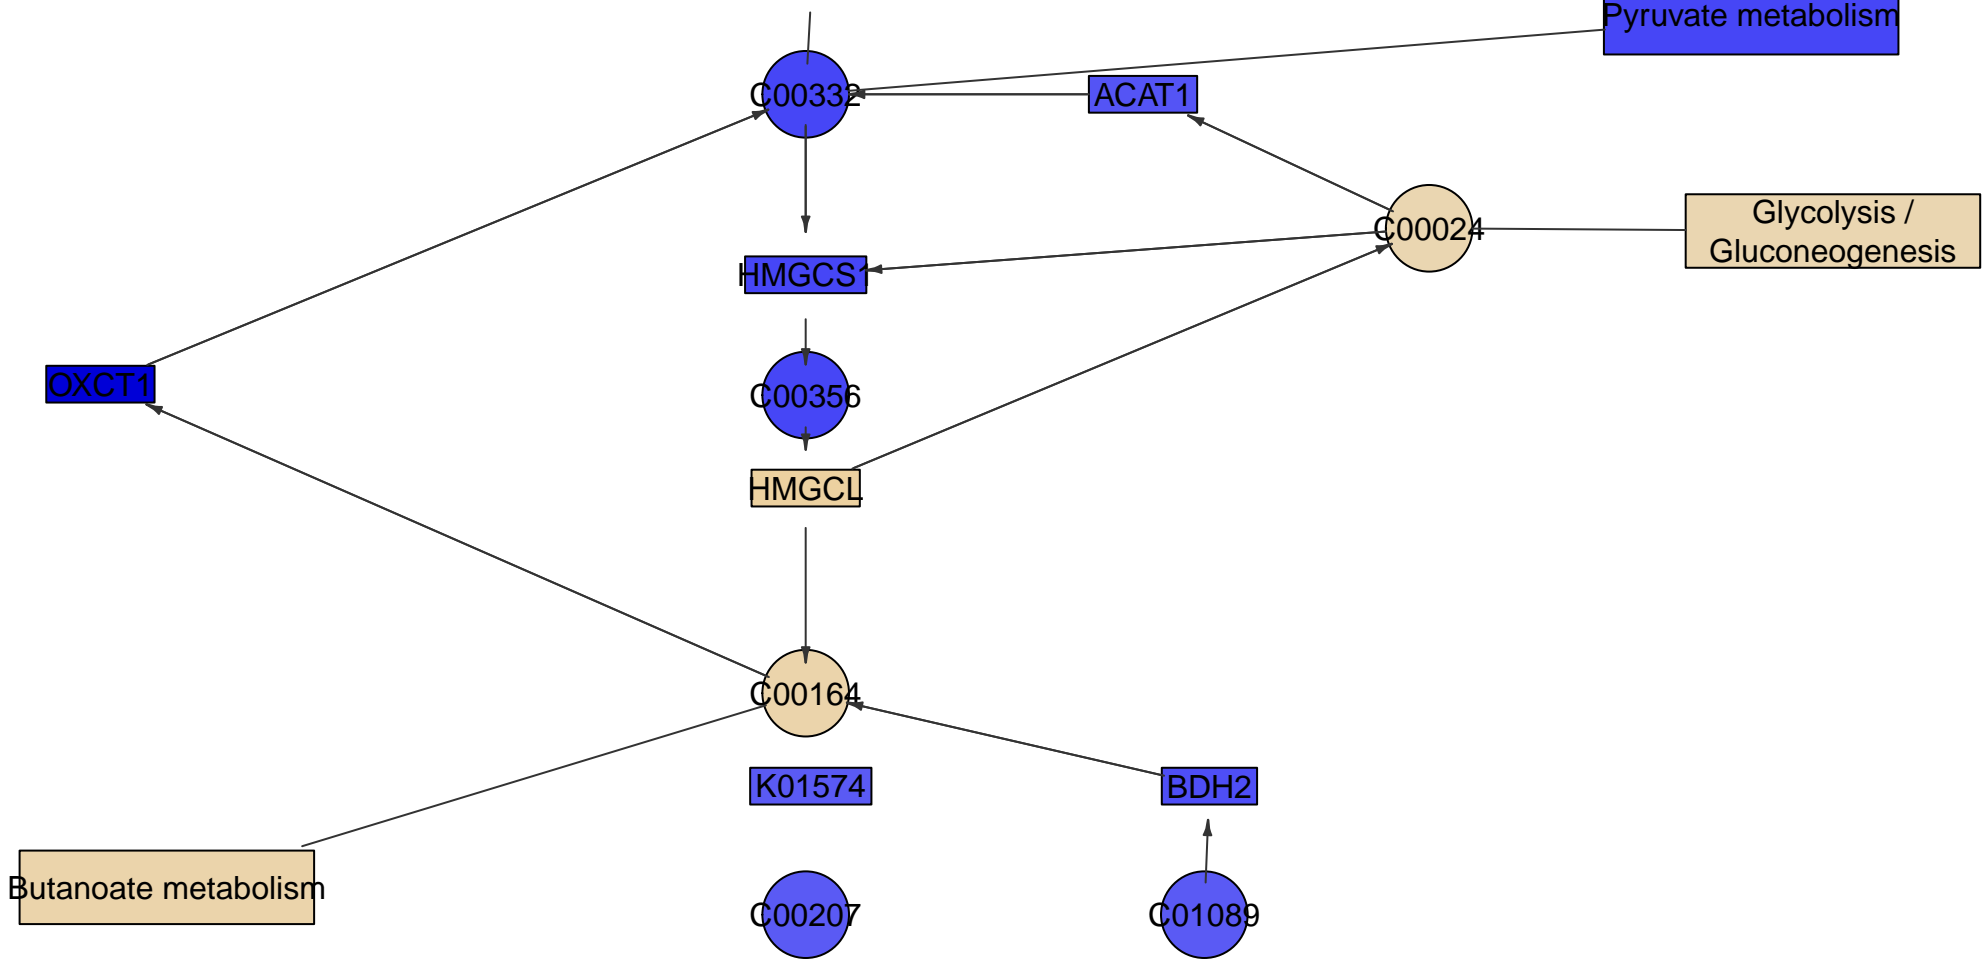 Pyruvate metabolism
C00332
ACAT1
Glycolysis /
Gluconeogenesis
C00024
HMGCS1
OXCT1
C00356
HMGCL
C00164
K01574
BDH2
Butanoate metabolism
C00207
C01089